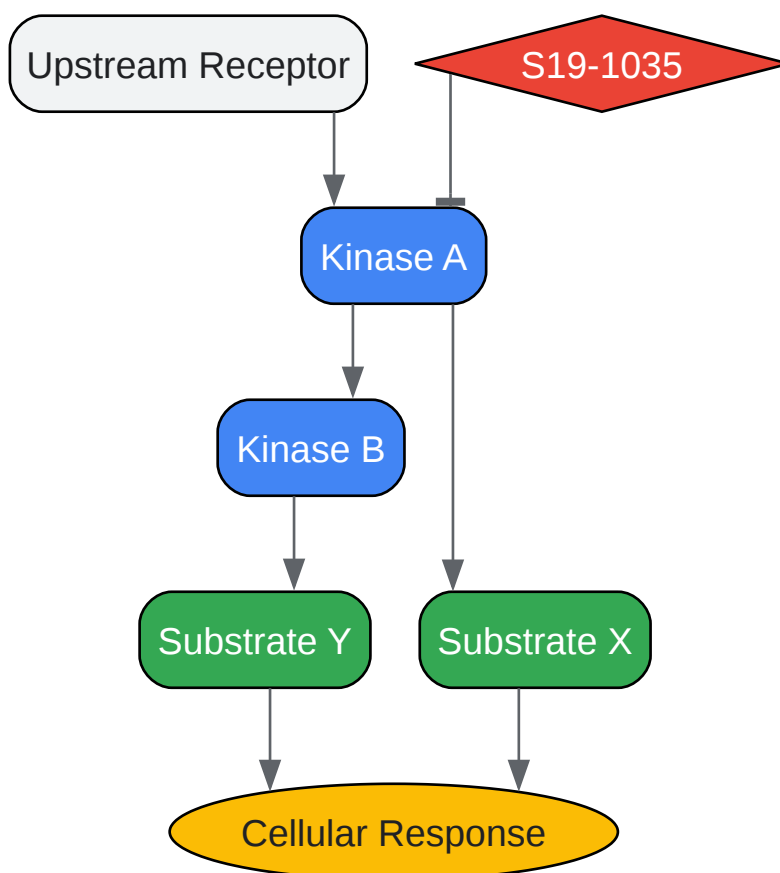 Upstream Receptor
S19-1035
Kinase A
Kinase B
Substrate Y
Substrate X
Cellular Response